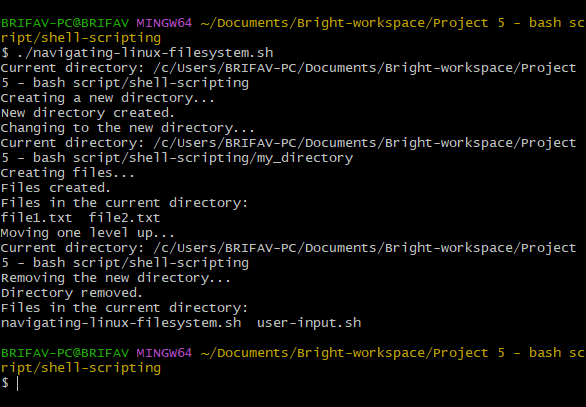 BRIFAV-PC@BRIFAV MINGW64 ~/Documents/Bright-workspace/Project 5 - bash sc
ript/shell-scripting
$ ./navigating-linux-filesystem.sh
Current directory: /c/Users/BRIFAV-PC/Documents/Bright-workspace/Project
5 - bash script/shell-scripting
Creating a new directory...
New directory created.
Changing to the new directory...
Current directory: /c/Users/BRIFAV-PC/Documents/Bright-workspace/Project
5 - bash script/shell-scripting/my_directory
Creating files...
Files created.
Files in the current directory:
file1.txt  file2.txt
Moving one level up...
Current directory: /c/Users/BRIFAV-PC/Documents/Bright-workspace/Project
5 - bash script/shell-scripting
Removing the new directory...
Directory removed.
Files in the current directory:
navigating-linux-filesystem.sh  user-input.sh
BRIFAV-PC@BRIFAV MINGW64 ~/Documents/Bright-workspace/Project 5 - bash sc
ript/shell-scripting
$